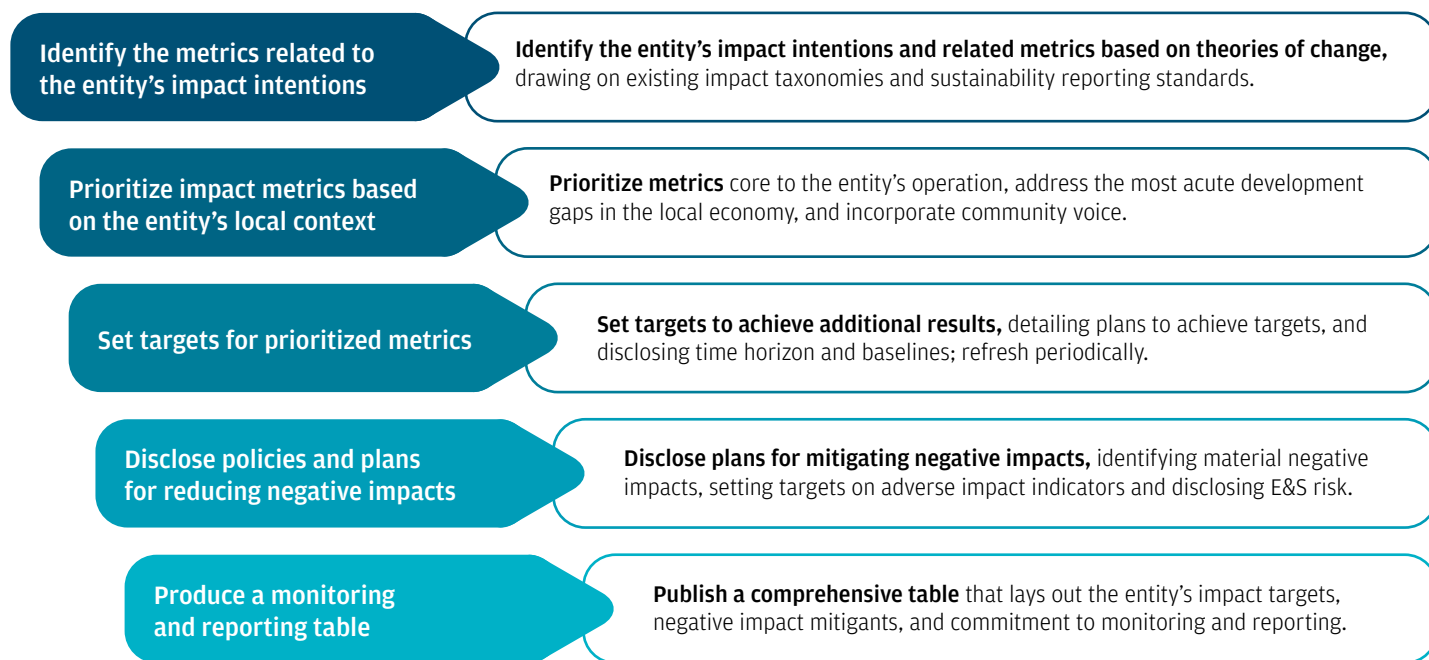 Identify the metrics related to
the entity’s impact intentions
Identify the entity’s impact intentions and related metrics based on theories of change,
drawing on existing impact taxonomies and sustainability reporting standards.
Prioritize impact metrics based
on the entity’s local context
Prioritize metrics core to the entity’s operation, address the most acute development
gaps in the local economy, and incorporate community voice.
Set targets for prioritized metrics
Set targets to achieve additional results, detailing plans to achieve targets, and
disclosing time horizon and baselines; refresh periodically.
Disclose policies and plans
for reducing negative impacts
Disclose plans for mitigating negative impacts, identifying material negative
impacts, setting targets on adverse impact indicators and disclosing E&S risk.
Produce a monitoring
and reporting table
Publish a comprehensive table that lays out the entity’s impact targets,
negative impact mitigants, and commitment to monitoring and reporting.